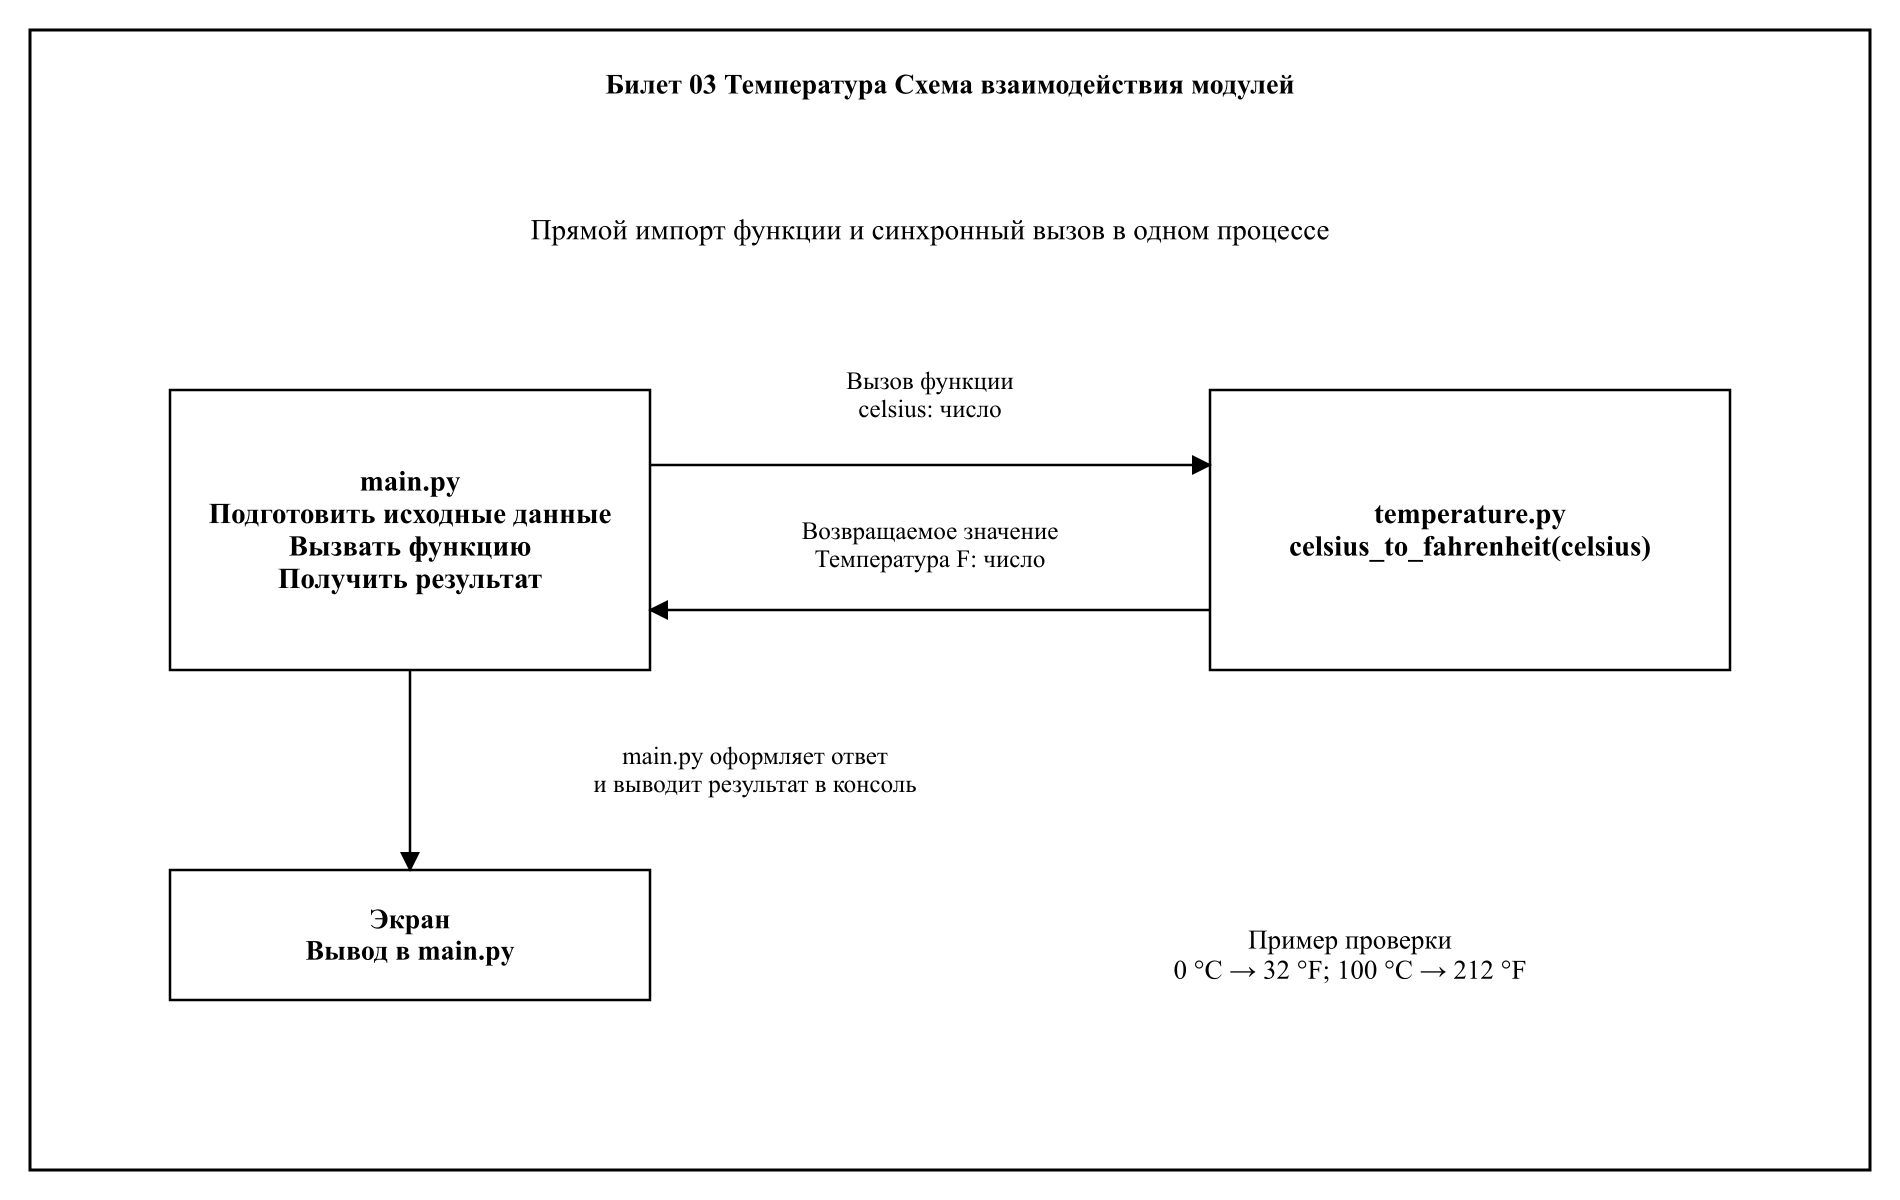 Билет 03 Температура Схема взаимодействия модулей
Прямой импорт функции и синхронный вызов в одном процессе
Вызов функции
celsius: число
main.py
Подготовить исходные данные
Вызвать функцию
Получить результат
Возвращаемое значение
Температура F: число
temperature.py
celsius_to_fahrenheit(celsius)
main.py оформляет ответ
и выводит результат в консоль
Экран
Вывод в main.py
Пример проверки
0 °C → 32 °F; 100 °C → 212 °F